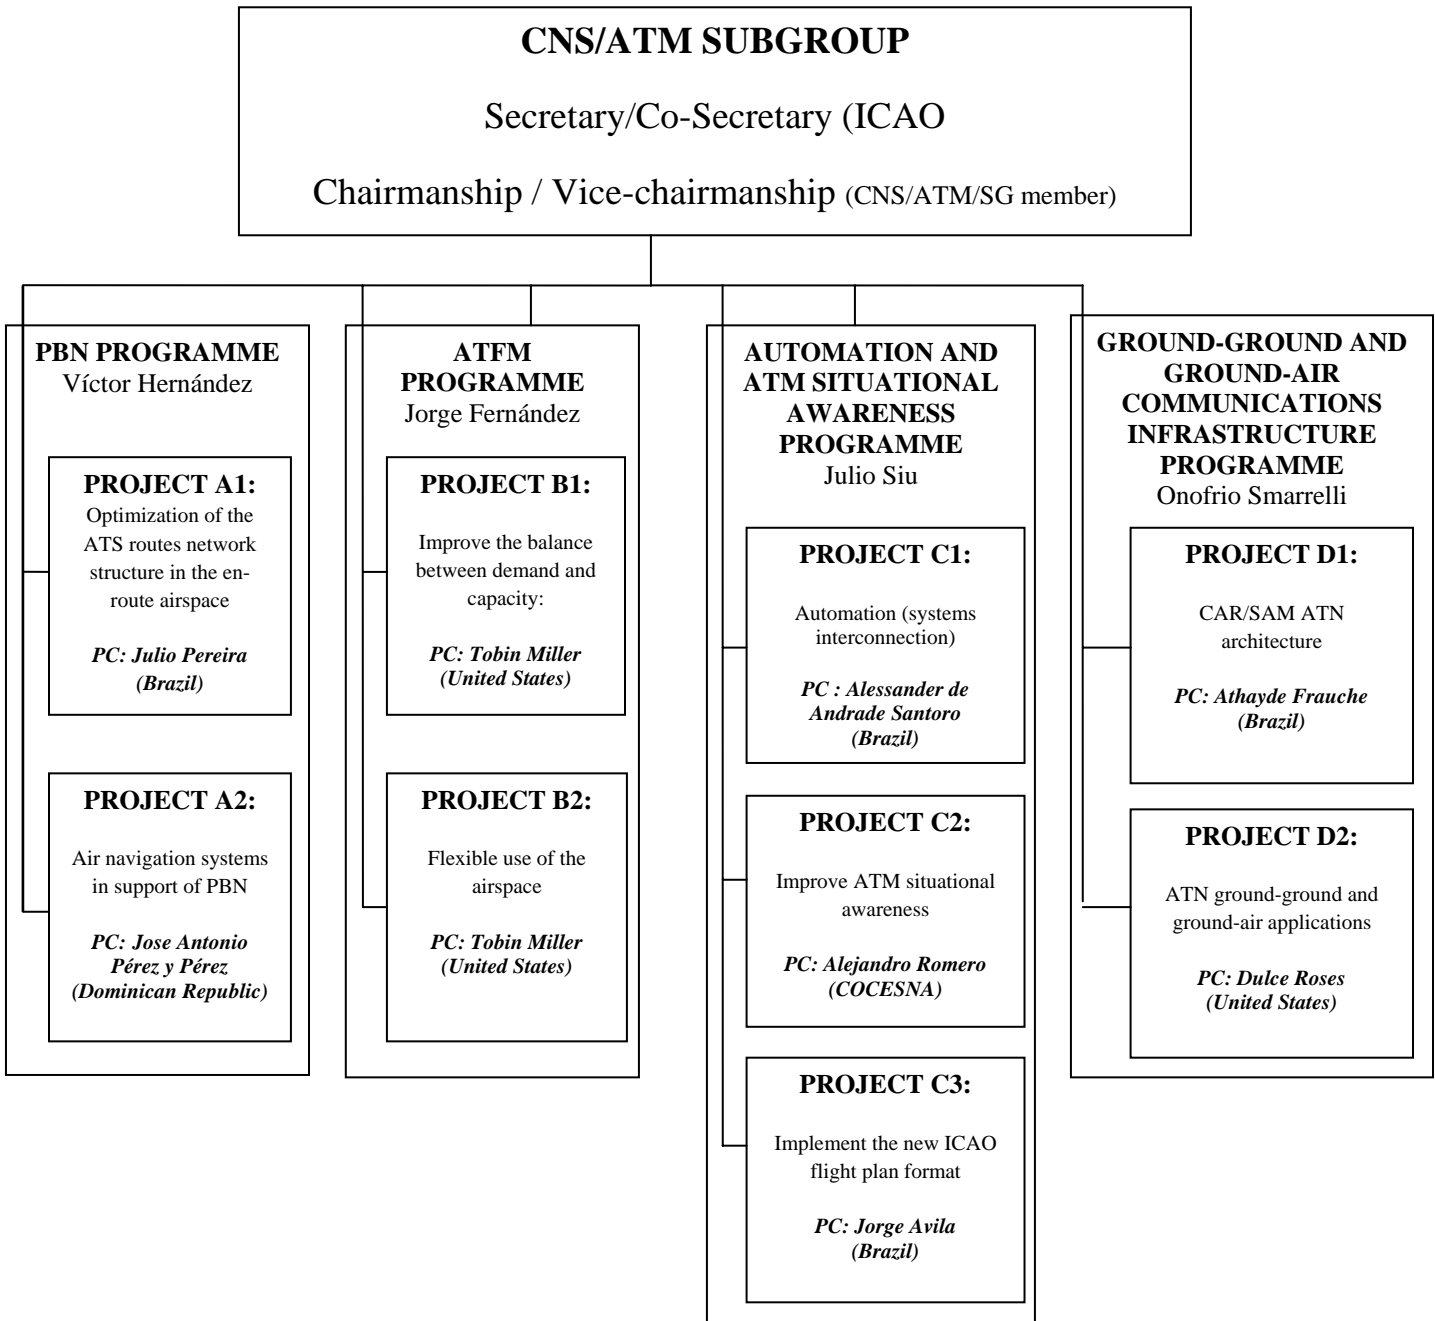 CNS/ATM SUBGROUP
Secretary/Co-Secretary (ICAO
Chairmanship / Vice-chairmanship (CNS/ATM/SG member)
PBN PROGRAMME
Víctor Hernández
PROJECT A1:
Optimization of the
ATS routes network
structure in the en-
route airspace
PC: Julio Pereira
(Brazil)
PROJECT A2:
Air navigation systems
in support of PBN
PC: Jose Antonio
Pérez y Pérez
(Dominican Republic)
ATFM
PROGRAMME
Jorge Fernández
PROJECT B1:
Improve the balance
between demand and
capacity:
PC: Tobin Miller
(United States)
PROJECT B2:
Flexible use of the
airspace
PC: Tobin Miller
(United States)
AUTOMATION AND
ATM SITUATIONAL
AWARENESS
PROGRAMME
Julio Siu
PROJECT C1:
Automation (systems
interconnection)
PC : Alessander de
Andrade Santoro
(Brazil)
PROJECT C2:
Improve ATM situational
awareness
PC: Alejandro Romero
(COCESNA)
PROJECT C3:
Implement the new ICAO
flight plan format
PC: Jorge Avila
(Brazil)
GROUND-GROUND AND
GROUND-AIR
COMMUNICATIONS
INFRASTRUCTURE
PROGRAMME
Onofrio Smarrelli
PROJECT D1:
CAR/SAM ATN
architecture
PC: Athayde Frauche
(Brazil)
PROJECT D2:
ATN ground-ground and
ground-air applications
PC: Dulce Roses
(United States)